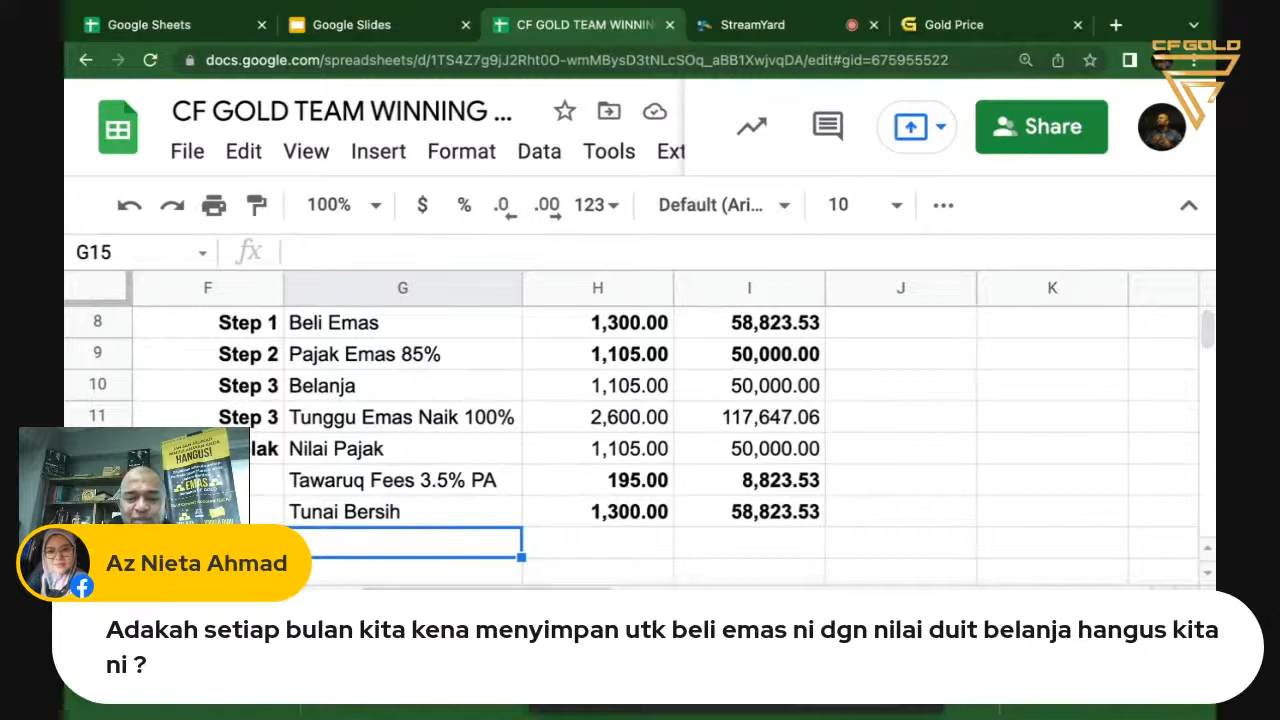 Google Sheets
Google Slides
CF GOLD TEAM WINNIN
StreamYard
Gold Price
CF GOLD
docs.google.com/spreadsheets/d/1TS4Z7g9jJ2Rht0O-wmMBysD3tNLcSOq_aBB1XwjvqDA/edit#gid=675955522
CF GOLD TEAM WINNING ...
File Edit View Insert Format Data Tools Ext
Share
100% $ % .0 .00 123 Default (Ari... 10
G15 fx
F G H I J K
8 Step 1 Beli Emas 1,300.00 58,823.53
9 Step 2 Pajak Emas 85% 1,105.00 50,000.00
10 Step 3 Belanja 1,105.00 50,000.00
11 Step 3 Tunggu Emas Naik 100% 2,600.00 117,647.06
lak Nilai Pajak 1,105.00 50,000.00
Tawaruq Fees 3.5% PA 195.00 8,823.53
Tunai Bersih 1,300.00 58,823.53
HANGUS!
EMAS
Az Nieta Ahmad
Adakah setiap bulan kita kena menyimpan utk beli emas ni dgn nilai duit belanja hangus kita
ni ?